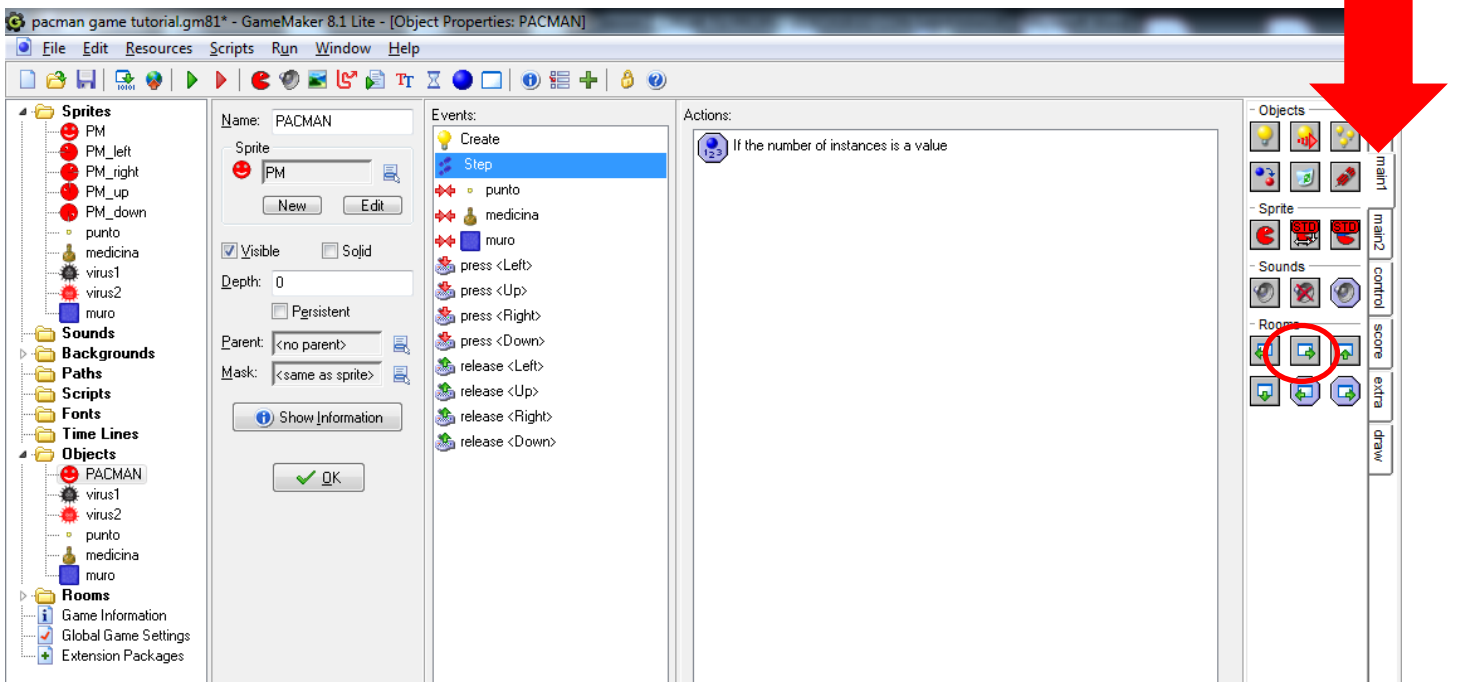 pacman game tutorial.gm81* - GameMaker 8.1 Lite - [Object Properties: PACMAN]
File Edit Resources Scripts Run Window Help
Sprites
PM
PM_left
PM_right
PM_up
PM_down
punto
medicina
virus1
virus2
muro
Sounds
Backgrounds
Paths
Scripts
Fonts
Time Lines
Objects
PACMAN
virus1
virus2
punto
medicina
muro
Rooms
Game Information
Global Game Settings
Extension Packages
Name: PACMAN
Sprite
PM
New Edit
Visible Solid
Depth: 0
Persistent
Parent: <no parent>
Mask: <same as sprite>
Show Information
OK
Events:
Create
Step
punto
medicina
muro
press <Left>
press <Up>
press <Right>
press <Down>
release <Left>
release <Up>
release <Right>
release <Down>
Actions:
If the number of instances is a value
Objects
Sprite
Sounds
Rooms
main1
main2
control
score
extra
draw